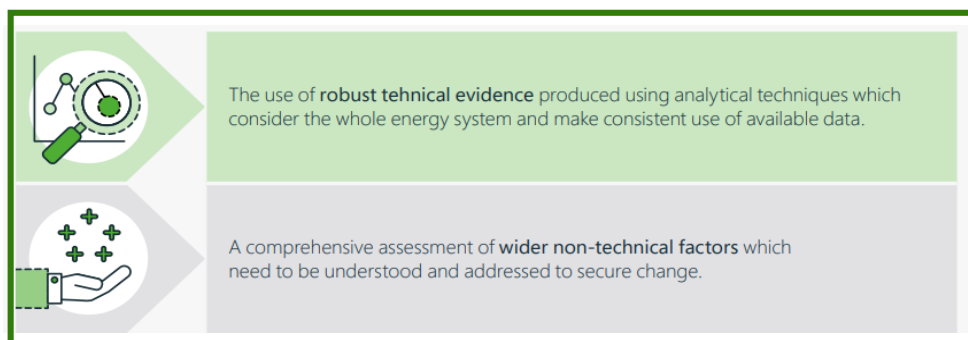 The use of robust tehnical evidence produced using analytical techniques which
consider the whole energy system and make consistent use of available data.
A comprehensive assessment of wider non-technical factors which
need to be understood and addressed to secure change.